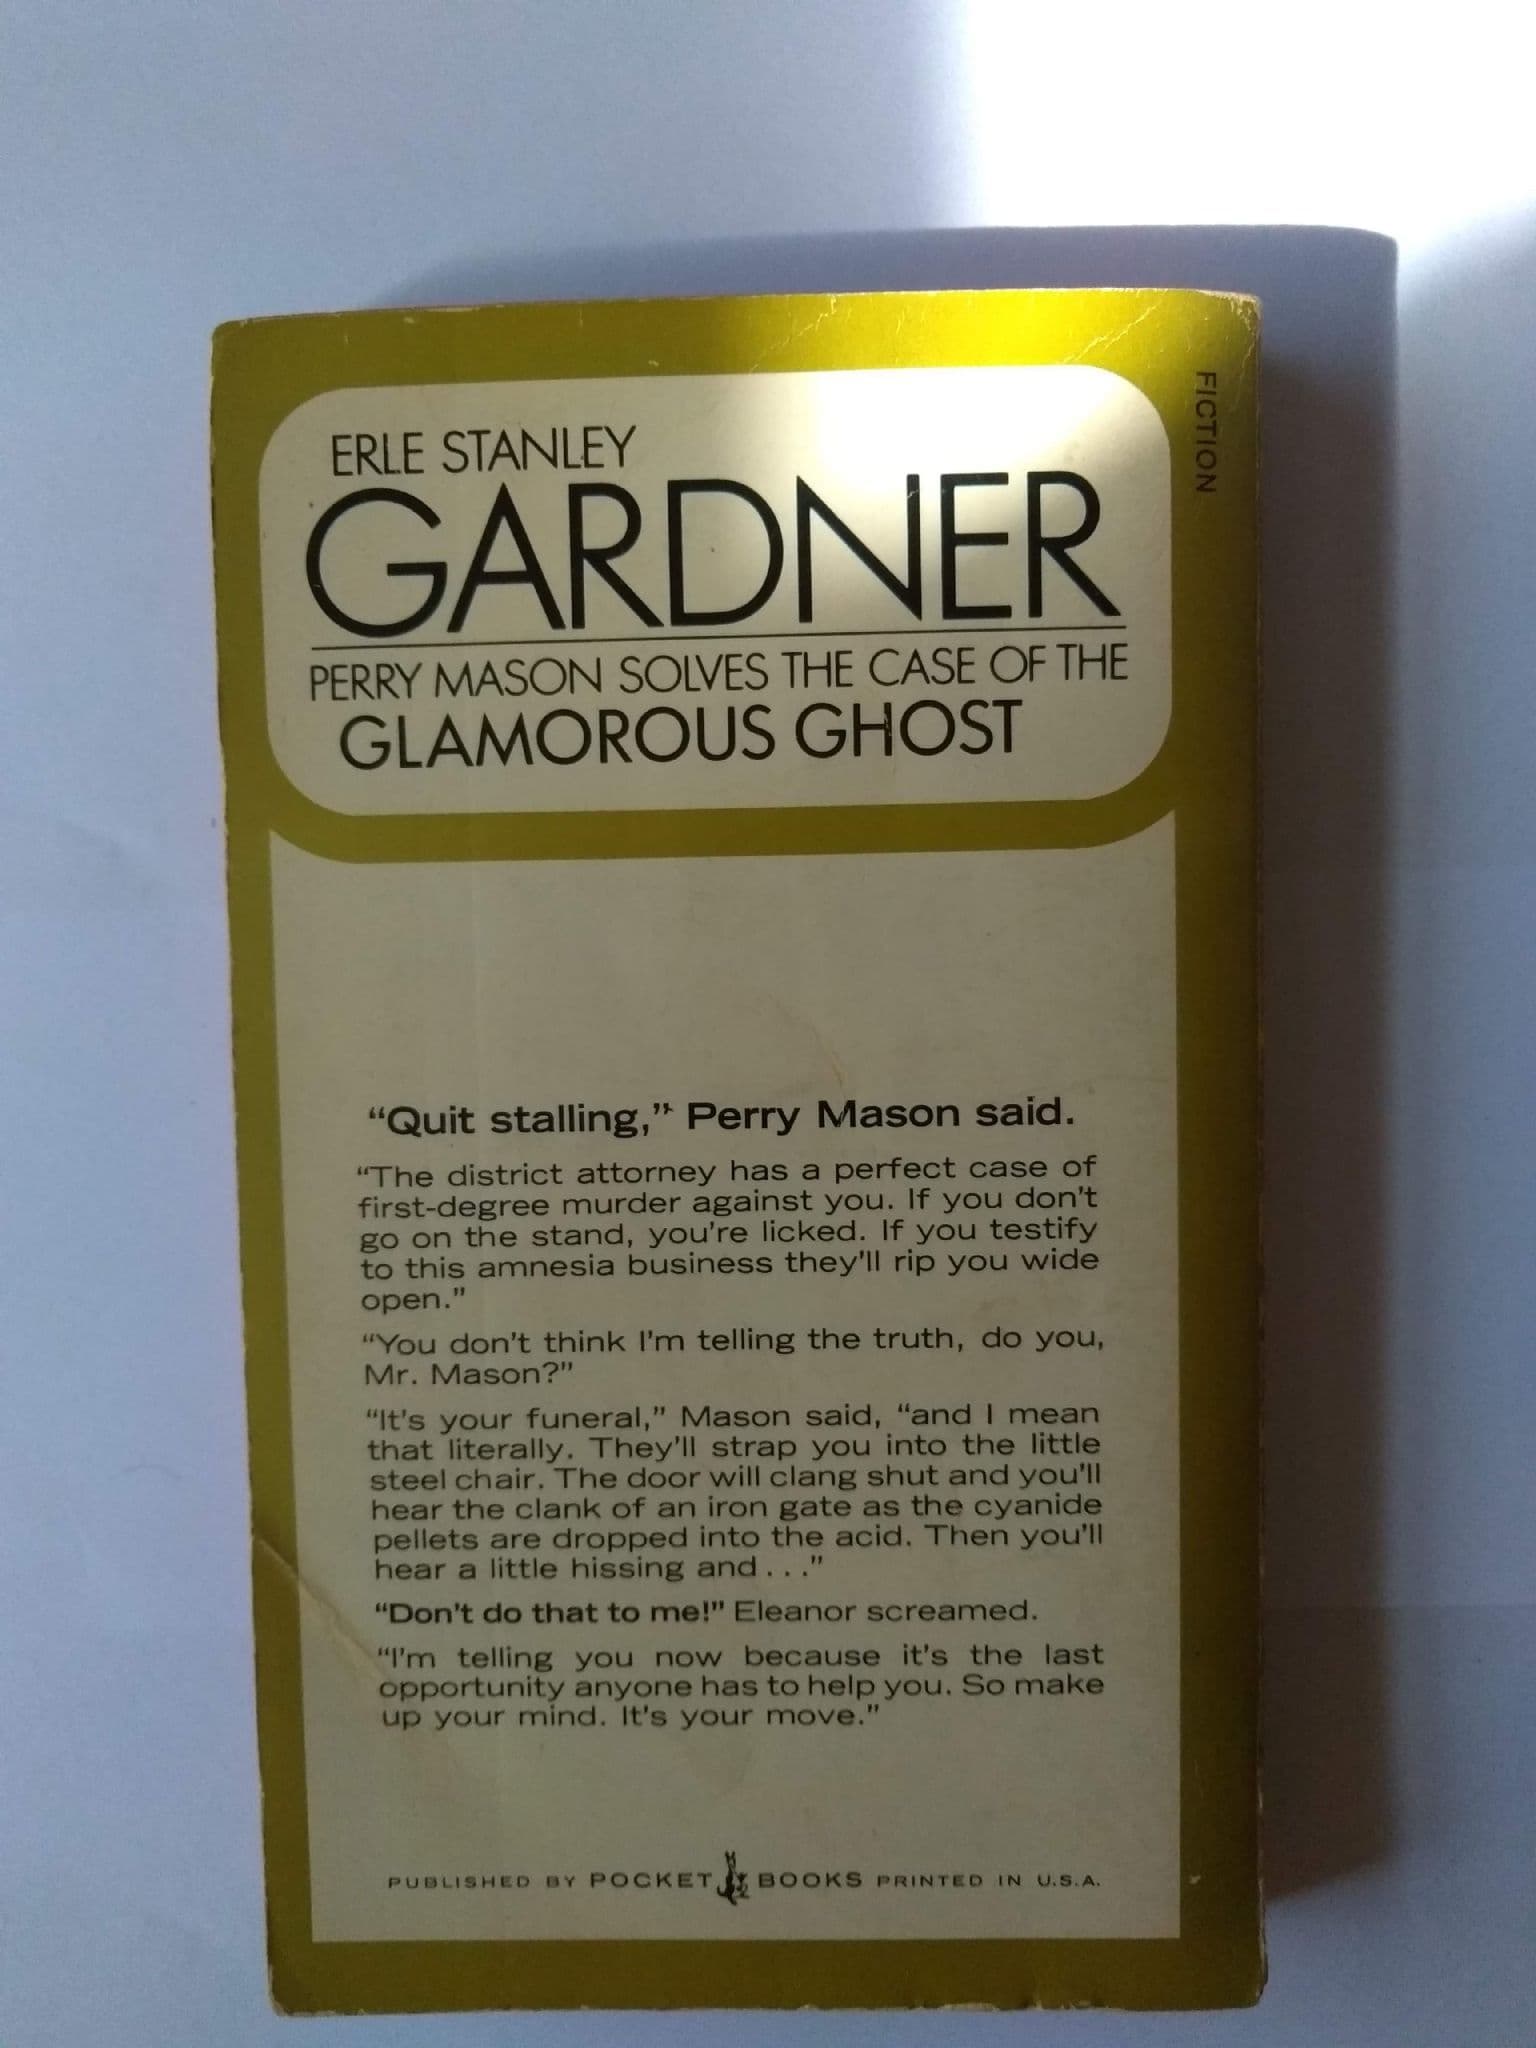 ERLE STANLEY
GARDNER
PERRY MASON SOLVES THE CASE OF THE
GLAMOROUS GHOST
FICTION
“Quit stalling,” Perry Mason said.
“The district attorney has a perfect case of
first-degree murder against you. If you don't
go on the stand, you're licked. If you testify
to this amnesia business they'll rip you wide
open.”
“You don't think I'm telling the truth, do you,
Mr. Mason?”
“It's your funeral,” Mason said, “and I mean
that literally. They'll strap you into the little
steel chair. The door will clang shut and you'll
hear the clank of an iron gate as the cyanide
pellets are dropped into the acid. Then you'll
hear a little hissing and . . .”
“Don't do that to me!” Eleanor screamed.
“I'm telling you now because it's the last
opportunity anyone has to help you. So make
up your mind. It's your move.”
PUBLISHED BY POCKET BOOKS PRINTED IN U.S.A.